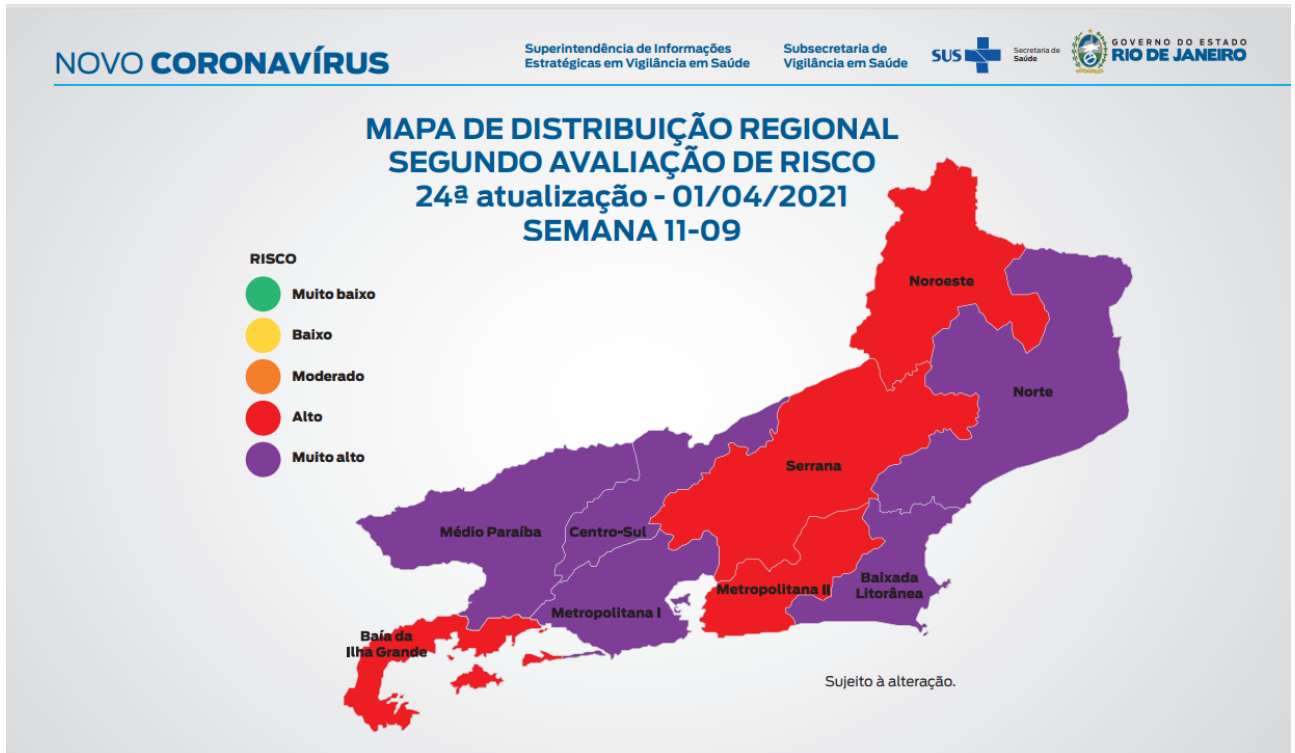 NOVO CORONAVÍRUS
Superintendência de Informações
Estratégicas em Vigilância em Saúde
Subsecretaria de
Vigilância em Saúde
SUS
Secretaria de
Saúde
GOVERNO DO ESTADO
RIO DE JANEIRO
MAPA DE DISTRIBUIÇÃO REGIONAL
SEGUNDO AVALIAÇÃO DE RISCO
24ª atualização - 01/04/2021
SEMANA 11-09
RISCO
Muito baixo
Baixo
Moderado
Alto
Muito alto
Noroeste
Norte
Serrana
Médio Paraíba
Centro-Sul
Metropolitana I
Metropolitana II
Baixada
Litorânea
Baía da
Ilha Grande
Sujeito à alteração.